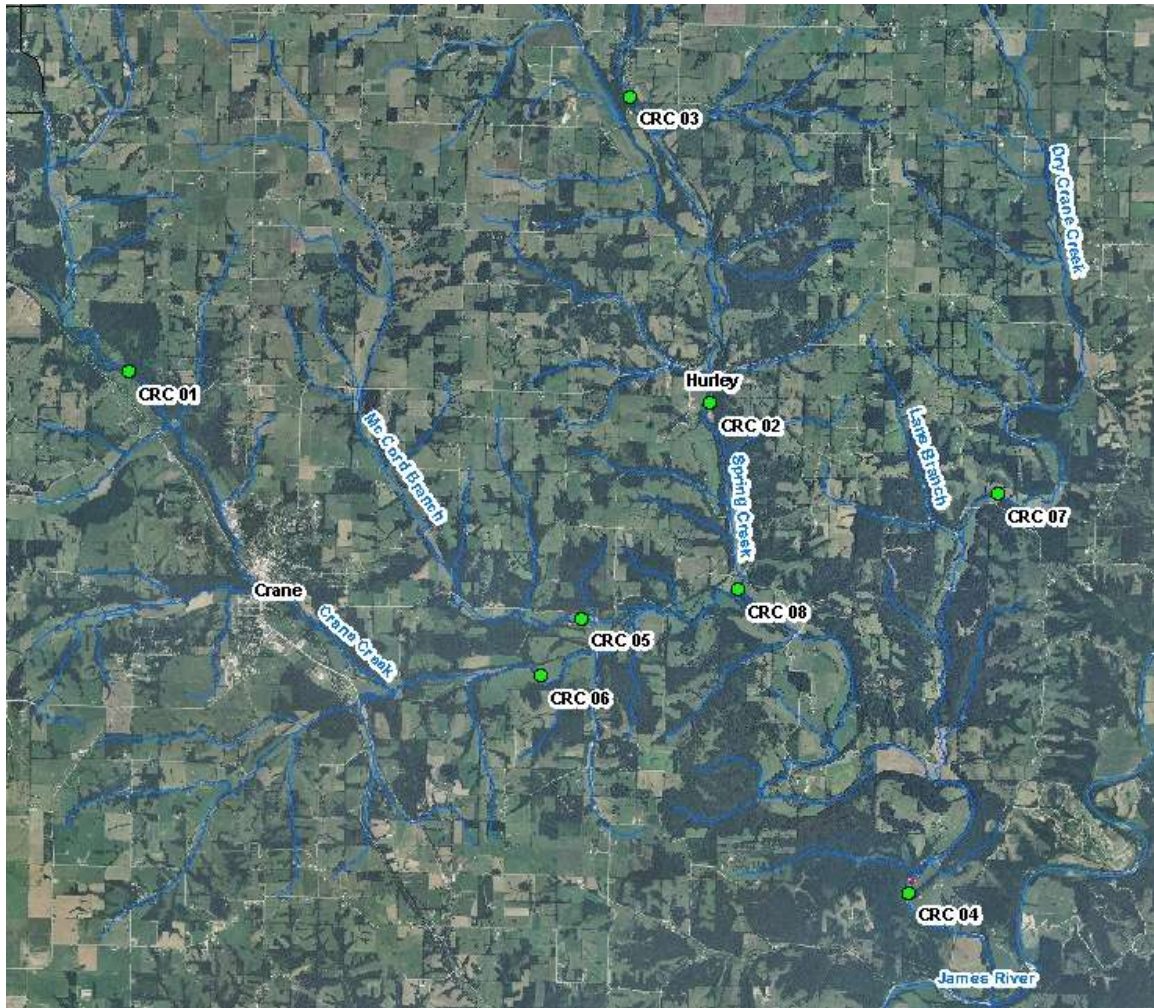 CRC 03
Dry Crane Creek
CRC 01
Hurley
CRC 02
Mc Cord Branch
Lane Branch
Spring Creek
CRC 07
Crane
CRC 08
Crane Creek
CRC 05
CRC 06
CRC 04
James River